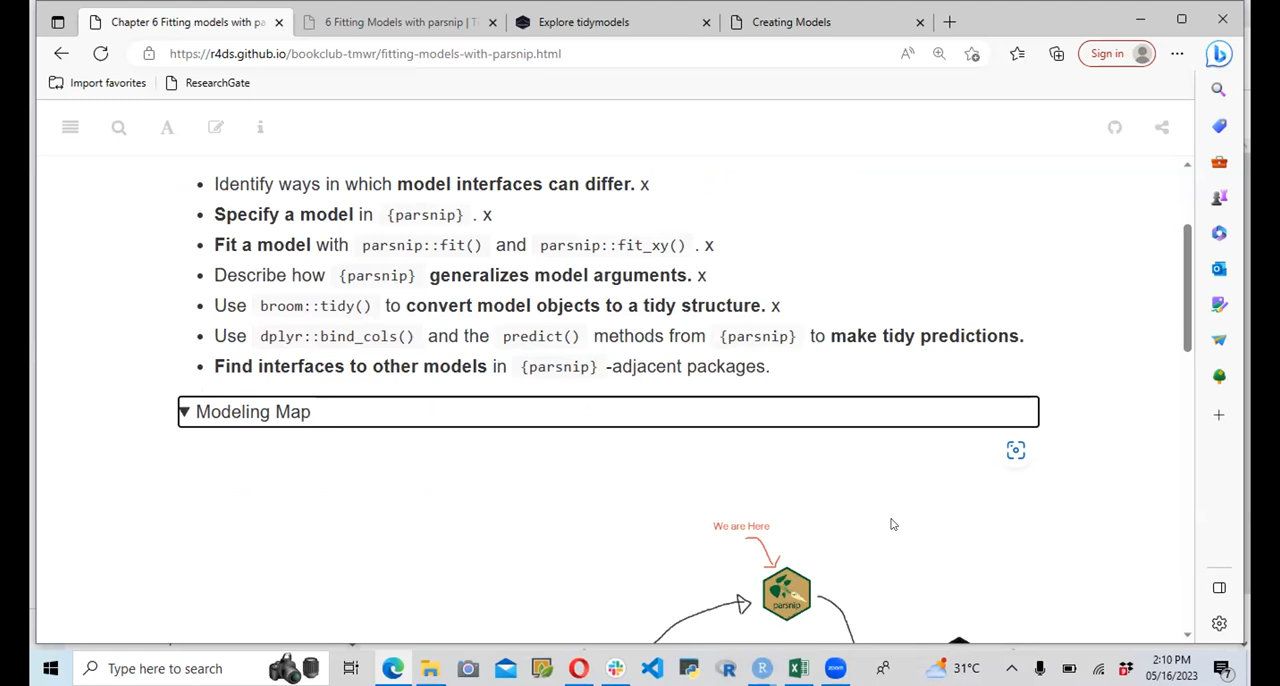 Chapter 6 Fitting models with pa
6 Fitting Models with parsnip | Ti
Explore tidymodels
Creating Models
https://r4ds.github.io/bookclub-tmwr/fitting-models-with-parsnip.html
Sign in
Import favorites
ResearchGate
• Identify ways in which model interfaces can differ. x
• Specify a model in {parsnip} . x
• Fit a model with parsnip::fit() and parsnip::fit_xy() . x
• Describe how {parsnip} generalizes model arguments. x
• Use broom::tidy() to convert model objects to a tidy structure. x
• Use dplyr::bind_cols() and the predict() methods from {parsnip} to make tidy predictions.
• Find interfaces to other models in {parsnip} -adjacent packages.
▼ Modeling Map
We are Here
parsnip
Type here to search
zoom
31°C
2:10 PM
05/16/2023
7